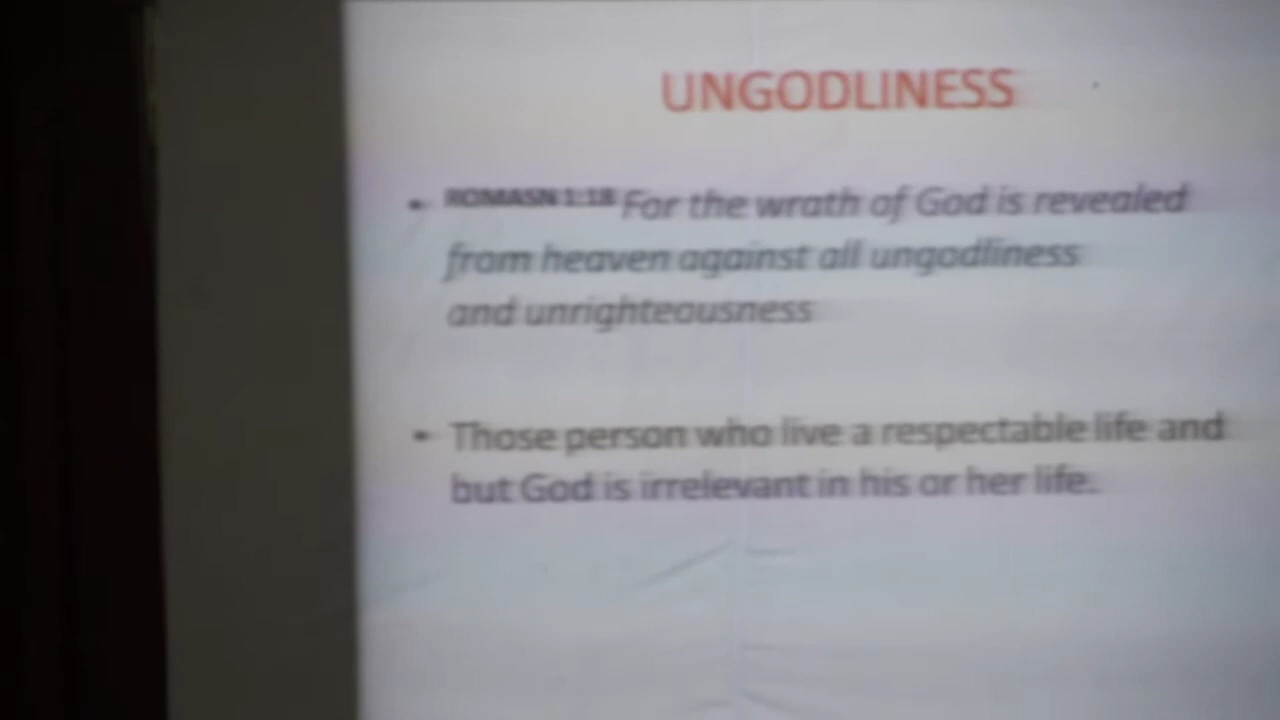 UNGODLINESS
• ROMASN 1:18 For the wrath of God is revealed
from heaven against all ungodliness
and unrighteousness
• Those person who live a respectable life and
but God is irrelevant in his or her life.